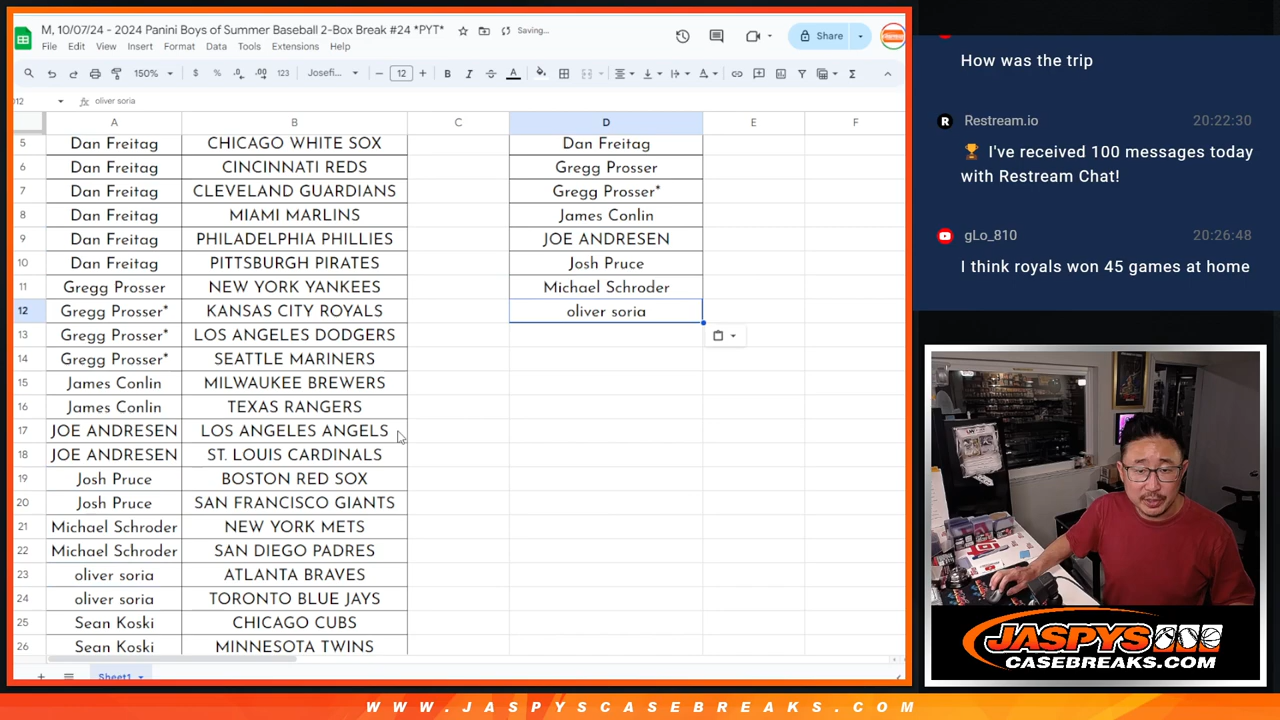 M, 10/07/24 - 2024 Panini Boys of Summer Baseball 2-Box Break #24 *PYT*
Saving...
File Edit View Insert Format Data Tools Extensions Help
Share
150% $ % .0 .00 123 Josefi... 12 B I A
oliver soria
A B C D E F
5 Dan Freitag CHICAGO WHITE SOX Dan Freitag
6 Dan Freitag CINCINNATI REDS Gregg Prosser
7 Dan Freitag CLEVELAND GUARDIANS Gregg Prosser*
8 Dan Freitag MIAMI MARLINS James Conlin
9 Dan Freitag PHILADELPHIA PHILLIES JOE ANDRESEN
10 Dan Freitag PITTSBURGH PIRATES Josh Pruce
11 Gregg Prosser NEW YORK YANKEES Michael Schroder
12 Gregg Prosser* KANSAS CITY ROYALS oliver soria
13 Gregg Prosser* LOS ANGELES DODGERS
14 Gregg Prosser* SEATTLE MARINERS
15 James Conlin MILWAUKEE BREWERS
16 James Conlin TEXAS RANGERS
17 JOE ANDRESEN LOS ANGELES ANGELS
18 JOE ANDRESEN ST. LOUIS CARDINALS
19 Josh Pruce BOSTON RED SOX
20 Josh Pruce SAN FRANCISCO GIANTS
21 Michael Schroder NEW YORK METS
22 Michael Schroder SAN DIEGO PADRES
23 oliver soria ATLANTA BRAVES
24 oliver soria TORONTO BLUE JAYS
25 Sean Koski CHICAGO CUBS
26 Sean Koski MINNESOTA TWINS
Sheet1
How was the trip
Restream.io 20:22:30
🏆 I've received 100 messages today
with Restream Chat!
gLo_810 20:26:48
I think royals won 45 games at home
JASPYS
CASEBREAKS.COM
WWW.JASPYSCASEBREAKS.COM